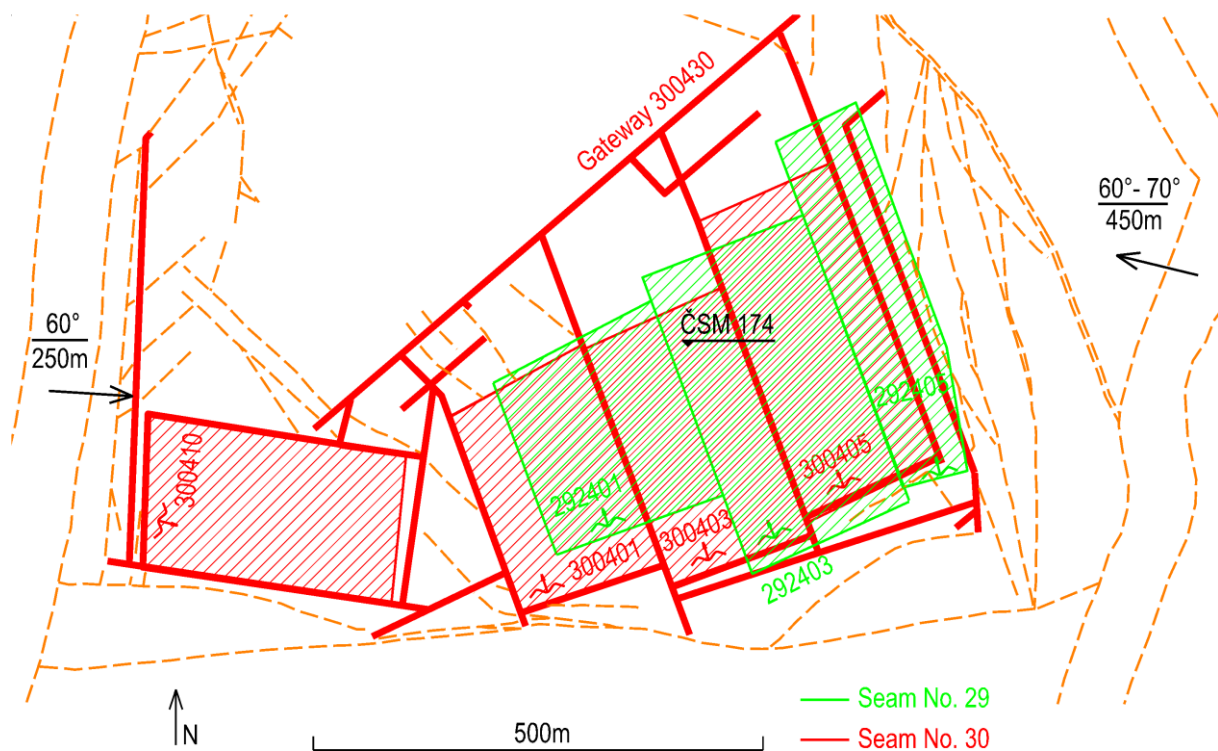 Gateway 300430
60°- 70°
450m
60°
250m
ČSM 174
292405
300410
300405
292401
300403
300401
292403
N
500m
Seam No. 29
Seam No. 30